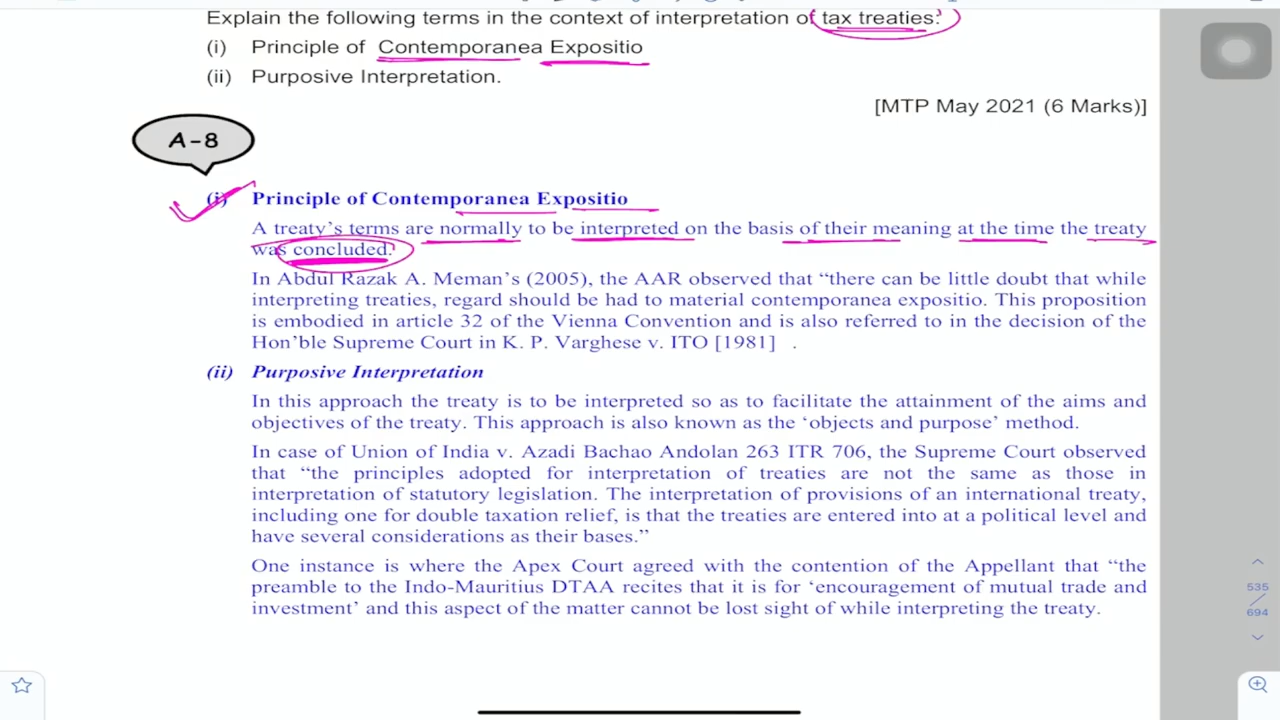 Explain the following terms in the context of interpretation of tax treaties:
(i) Principle of Contemporanea Expositio
(ii) Purposive Interpretation.
[MTP May 2021 (6 Marks)]
A-8
(i) Principle of Contemporanea Expositio
A treaty's terms are normally to be interpreted on the basis of their meaning at the time the treaty
was concluded.
In Abdul Razak A. Meman's (2005), the AAR observed that “there can be little doubt that while
interpreting treaties, regard should be had to material contemporanea expositio. This proposition
is embodied in article 32 of the Vienna Convention and is also referred to in the decision of the
Hon'ble Supreme Court in K. P. Varghese v. ITO [1981] .
(ii) Purposive Interpretation
In this approach the treaty is to be interpreted so as to facilitate the attainment of the aims and
objectives of the treaty. This approach is also known as the ‘objects and purpose’ method.
In case of Union of India v. Azadi Bachao Andolan 263 ITR 706, the Supreme Court observed
that “the principles adopted for interpretation of treaties are not the same as those in
interpretation of statutory legislation. The interpretation of provisions of an international treaty,
including one for double taxation relief, is that the treaties are entered into at a political level and
have several considerations as their bases.”
One instance is where the Apex Court agreed with the contention of the Appellant that “the
preamble to the Indo-Mauritius DTAA recites that it is for ‘encouragement of mutual trade and
investment’ and this aspect of the matter cannot be lost sight of while interpreting the treaty.
535
694